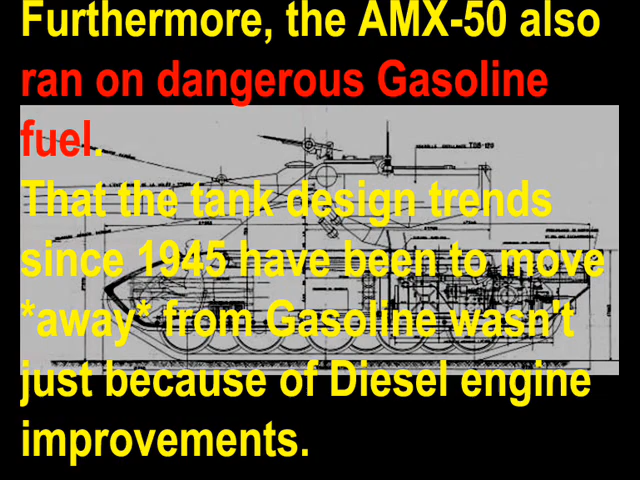 Furthermore, the AMX-50 also
ran on dangerous Gasoline
fuel.
That the tank design trends
since 1945 have been to move
*away* from Gasoline wasn't
just because of Diesel engine
improvements.